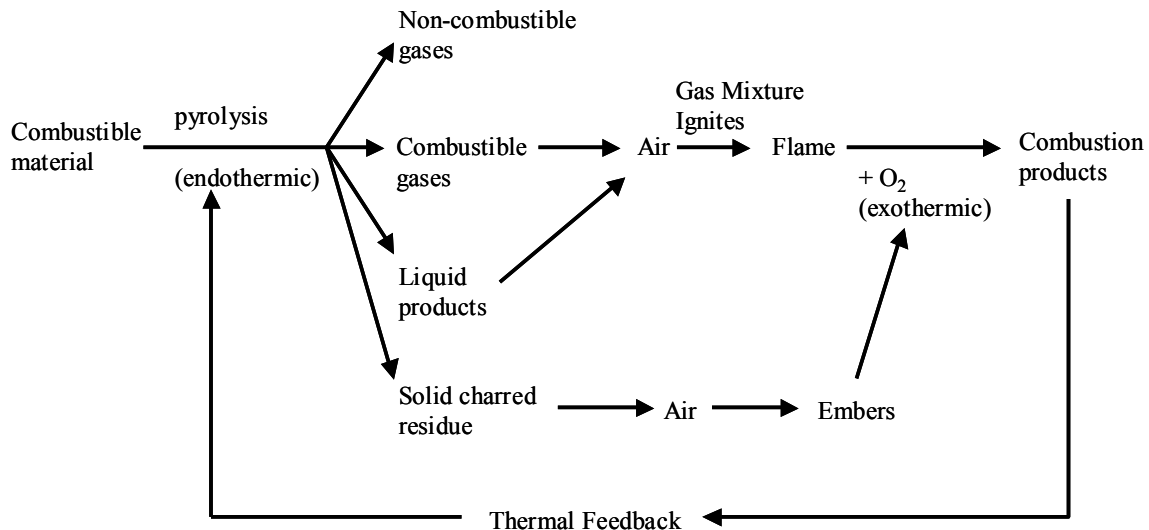 Non-combustible
gases
Gas Mixture
Ignites
pyrolysis
Combustible
material
Combustible
gases
Air
Flame
Combustion
products
(endothermic)
+ O₂
(exothermic)
Liquid
products
Solid charred
residue
Air
Embers
Thermal Feedback